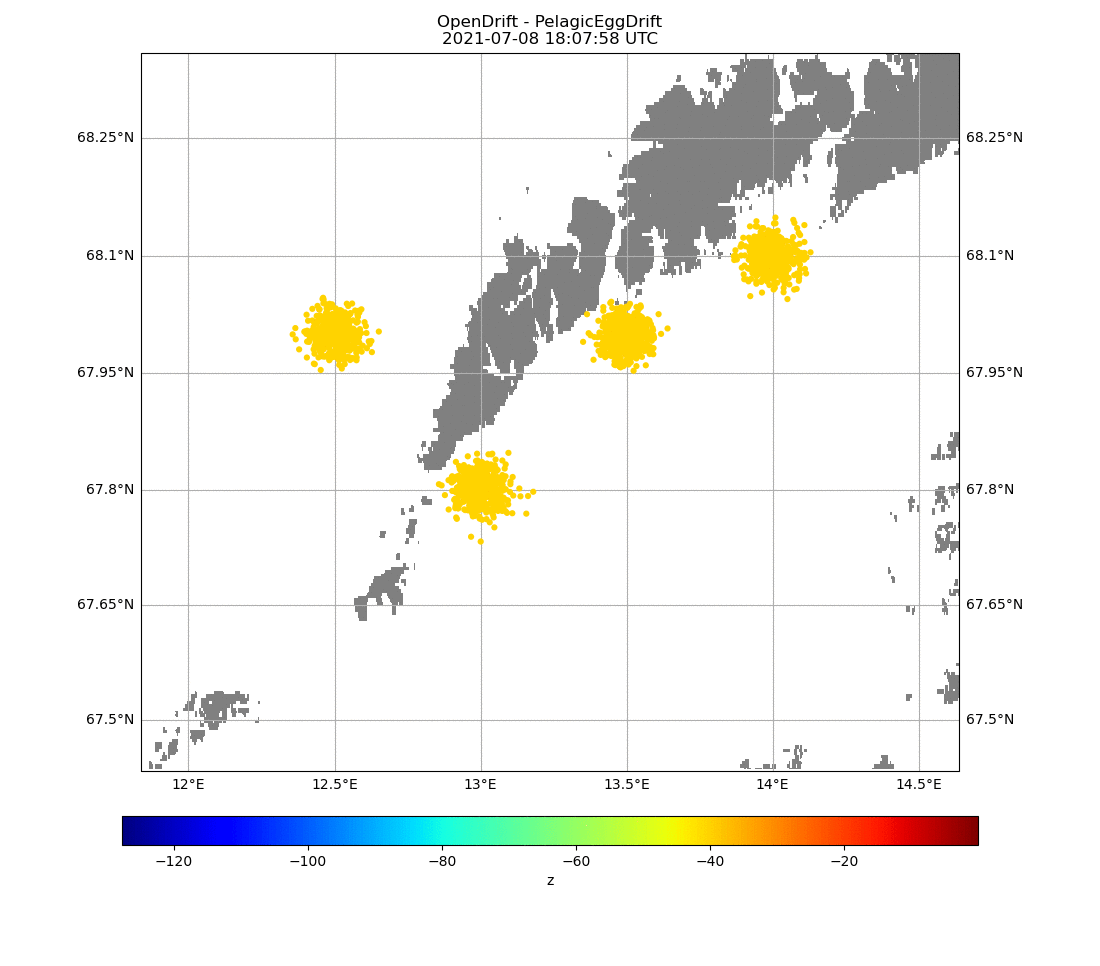 OpenDrift - PelagicEggDrift
2021-07-08 18:07:58 UTC
68.25°N 68.25°N
68.1°N 68.1°N
67.95°N 67.95°N
67.8°N 67.8°N
67.65°N 67.65°N
67.5°N 67.5°N
12°E 12.5°E 13°E 13.5°E 14°E 14.5°E
−120 −100 −80 −60 −40 −20
z